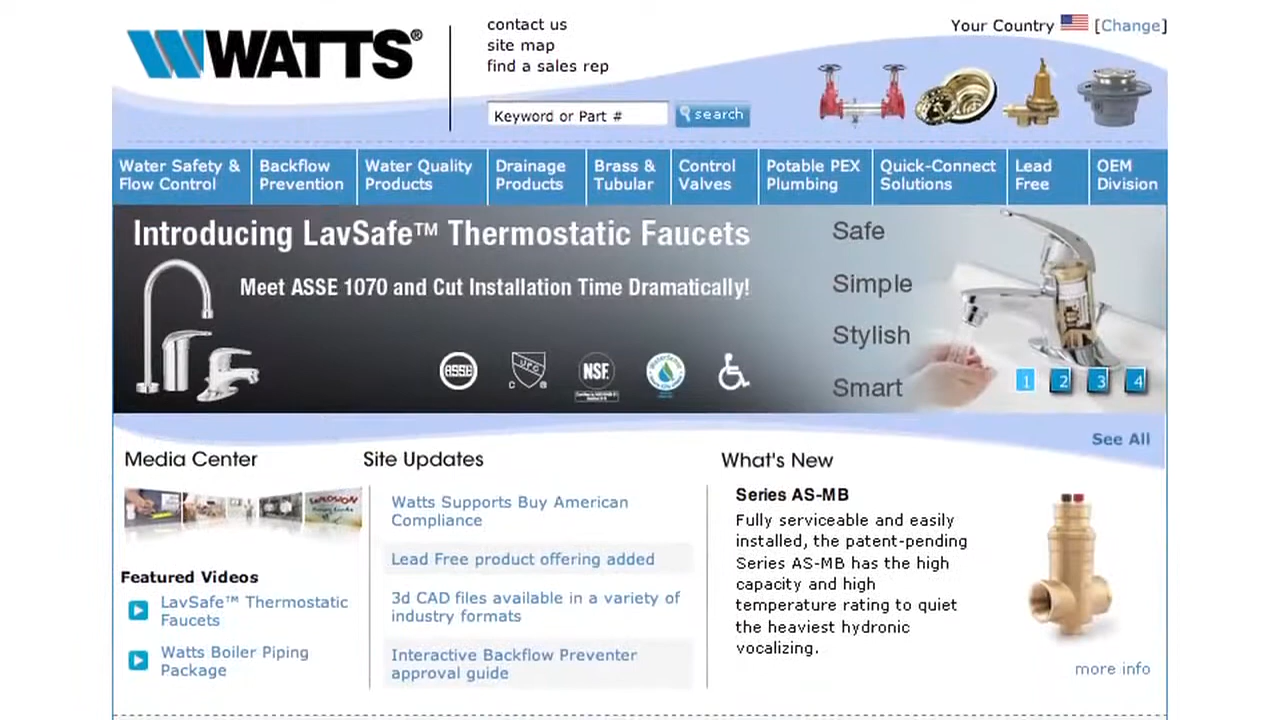 WATTS®
contact us
site map
find a sales rep
Your Country [Change]
Keyword or Part #
search
Water Safety &
Flow Control
Backflow
Prevention
Water Quality
Products
Drainage
Products
Brass &
Tubular
Control
Valves
Potable PEX
Plumbing
Quick-Connect
Solutions
Lead
Free
OEM
Division
Introducing LavSafe™ Thermostatic Faucets
Meet ASSE 1070 and Cut Installation Time Dramatically!
Safe
Simple
Stylish
Smart
ASSE
UPC
C
NSF.
1 2 3 4
See All
Media Center
Featured Videos
LavSafe™ Thermostatic
Faucets
Watts Boiler Piping
Package
Site Updates
Watts Supports Buy American
Compliance
Lead Free product offering added
3d CAD files available in a variety of
industry formats
Interactive Backflow Preventer
approval guide
What's New
Series AS-MB
Fully serviceable and easily
installed, the patent-pending
Series AS-MB has the high
capacity and high
temperature rating to quiet
the heaviest hydronic
vocalizing.
more info